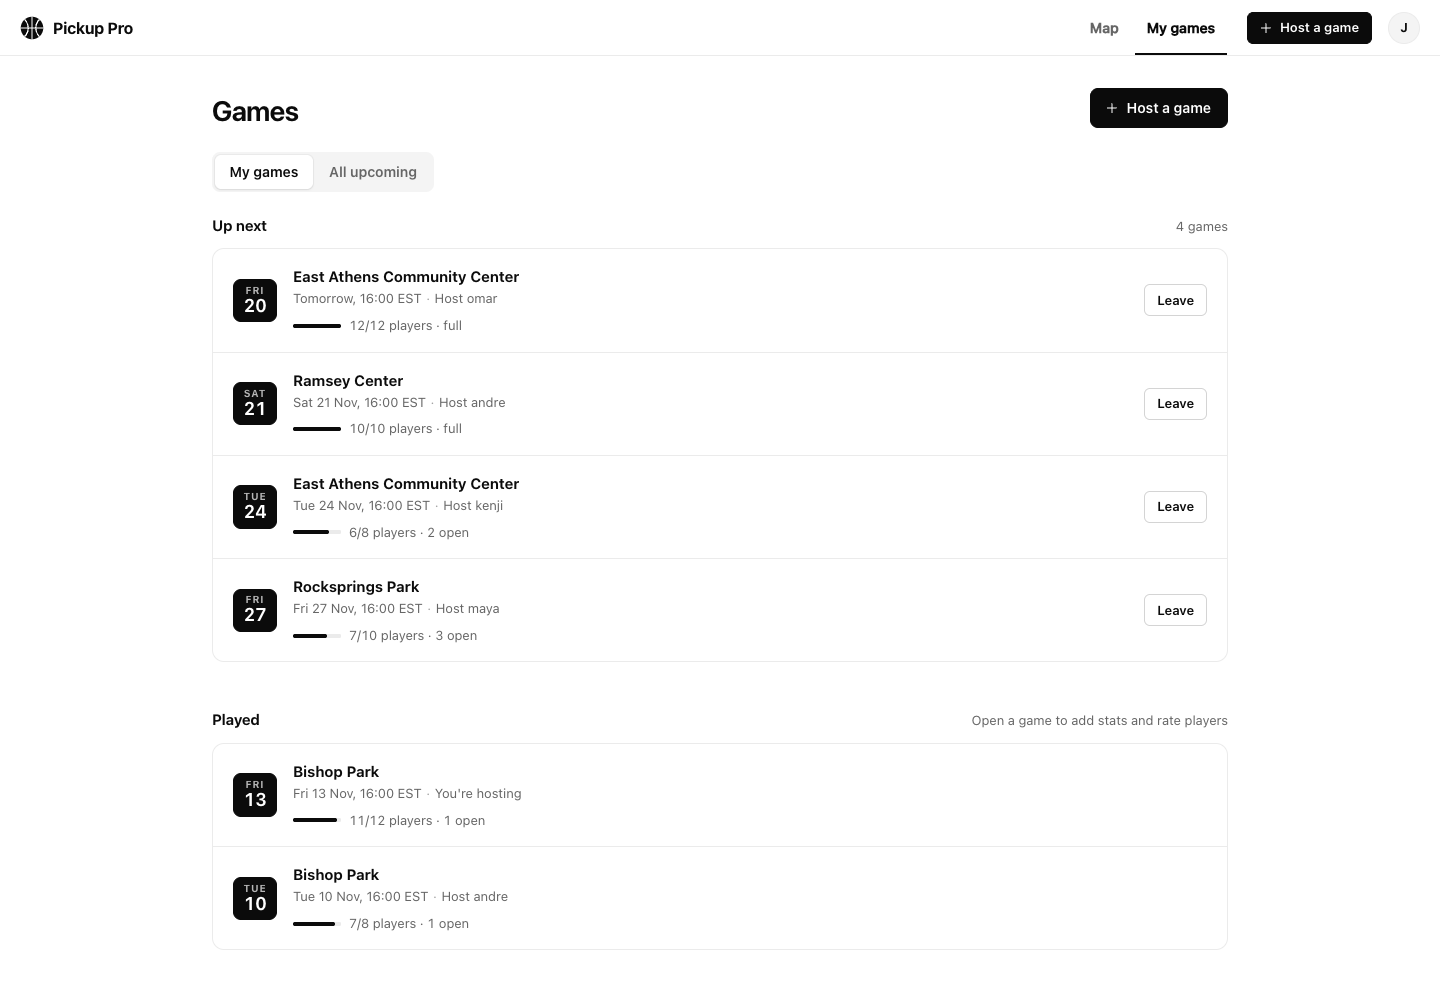 Pickup Pro
Map
My games
+ Host a game
J
Games
+ Host a game
My games
All upcoming
Up next
4 games
FRI
20
East Athens Community Center
Tomorrow, 16:00 EST · Host omar
12/12 players · full
Leave
SAT
21
Ramsey Center
Sat 21 Nov, 16:00 EST · Host andre
10/10 players · full
Leave
TUE
24
East Athens Community Center
Tue 24 Nov, 16:00 EST · Host kenji
6/8 players · 2 open
Leave
FRI
27
Rocksprings Park
Fri 27 Nov, 16:00 EST · Host maya
7/10 players · 3 open
Leave
Played
Open a game to add stats and rate players
FRI
13
Bishop Park
Fri 13 Nov, 16:00 EST · You're hosting
11/12 players · 1 open
TUE
10
Bishop Park
Tue 10 Nov, 16:00 EST · Host andre
7/8 players · 1 open